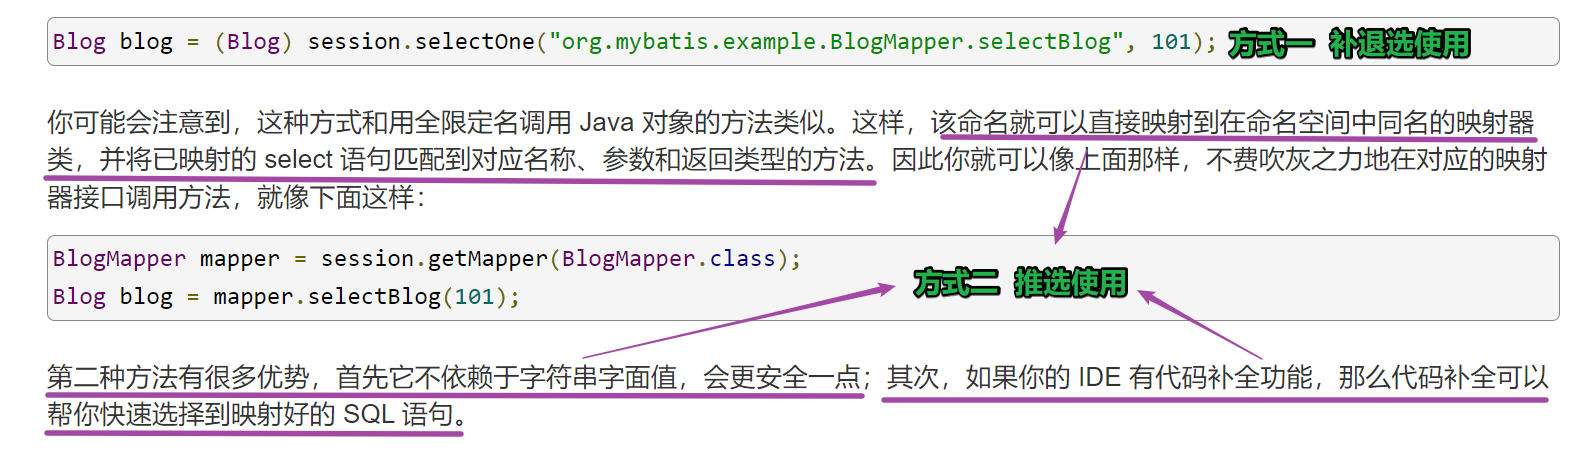 Blog blog = (Blog) session.selectOne("org.mybatis.example.BlogMapper.selectBlog", 101); 方式一 补退选使用
你可能会注意到，这种方式和用全限定名调用 Java 对象的方法类似。这样，该命名就可以直接映射到在命名空间中同名的映射器
类，并将已映射的 select 语句匹配到对应名称、参数和返回类型的方法。因此你就可以像上面那样，不费吹灰之力地在对应的映射
器接口调用方法，就像下面这样：
BlogMapper mapper = session.getMapper(BlogMapper.class);
方式二 推选使用
Blog blog = mapper.selectBlog(101);
第二种方法有很多优势，首先它不依赖于字符串字面值，会更安全一点；其次，如果你的 IDE 有代码补全功能，那么代码补全可以
帮你快速选择到映射好的 SQL 语句。